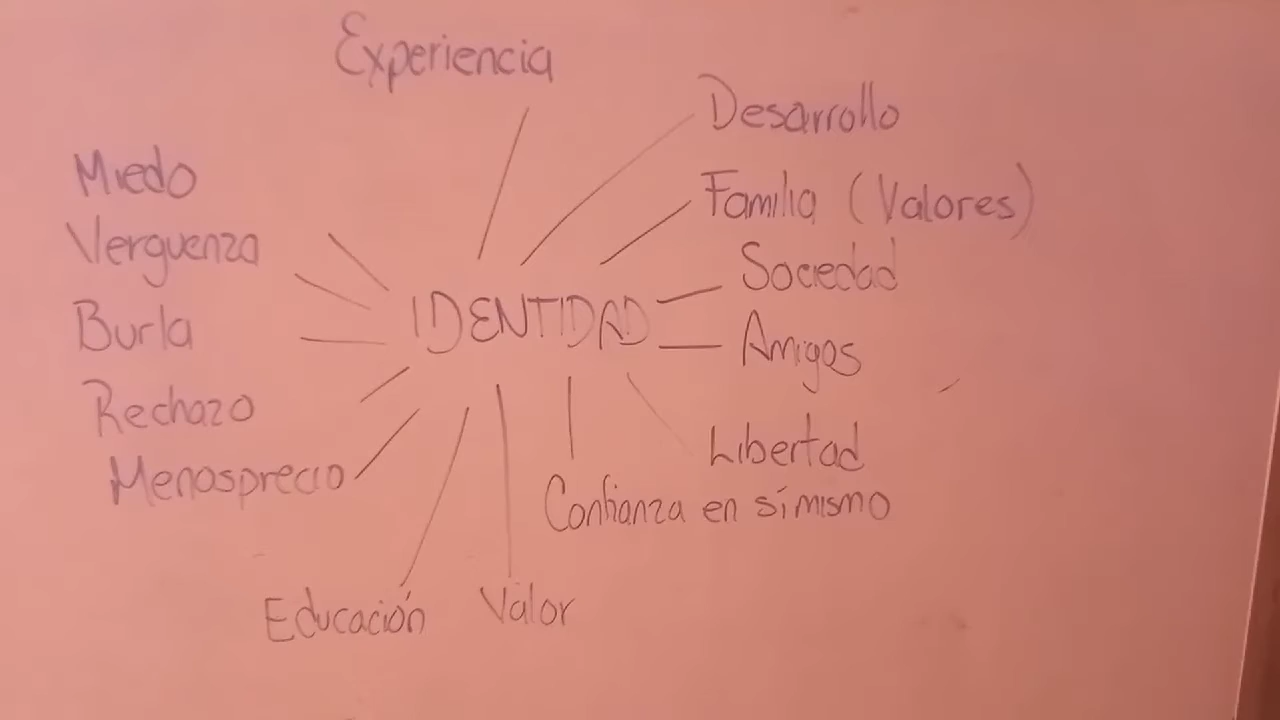 Experiencia
Desarrollo
Miedo
Familia (Valores)
Verguenza
Sociedad
IDENTIDAD
Burla
Amigos
Rechazo
Libertad
Menosprecio
Confianza en sí mismo
Educación
Valor